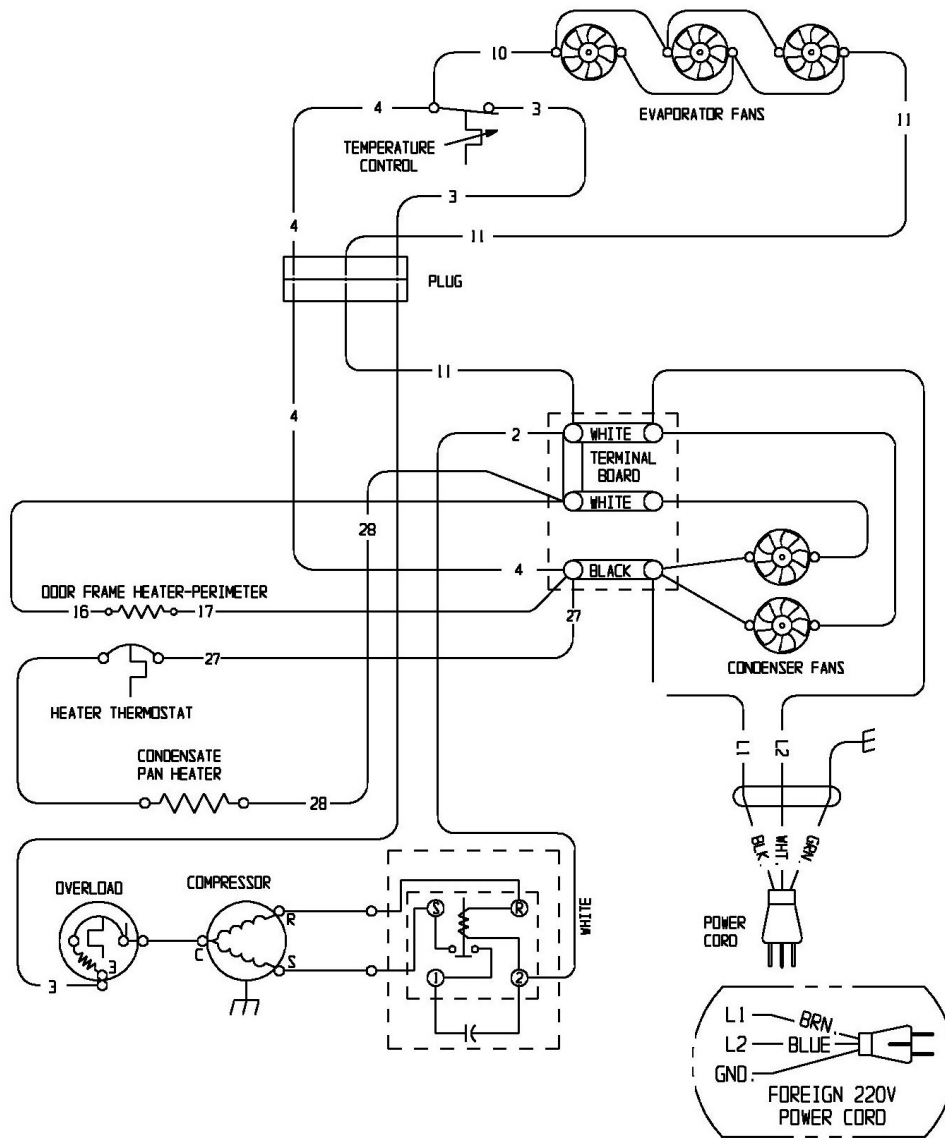 10
EVAPORATOR FANS
4
3
11
TEMPERATURE
CONTROL
3
4
11
PLUG
11
4
2
WHITE
TERMINAL
BOARD
WHITE
28
4
BLACK
DOOR FRAME HEATER-PERIMETER
16
17
27
27
CONDENSER FANS
HEATER THERMOSTAT
L1
L2
CONDENSATE
PAN HEATER
28
BLK.
WHT.
GRN.
OVERLOAD
COMPRESSOR
1
3
3
C
R
S
S
R
1
2
WHITE
POWER
CORD
L1
BRN.
L2
BLUE
GND.
FOREIGN 220V
POWER CORD